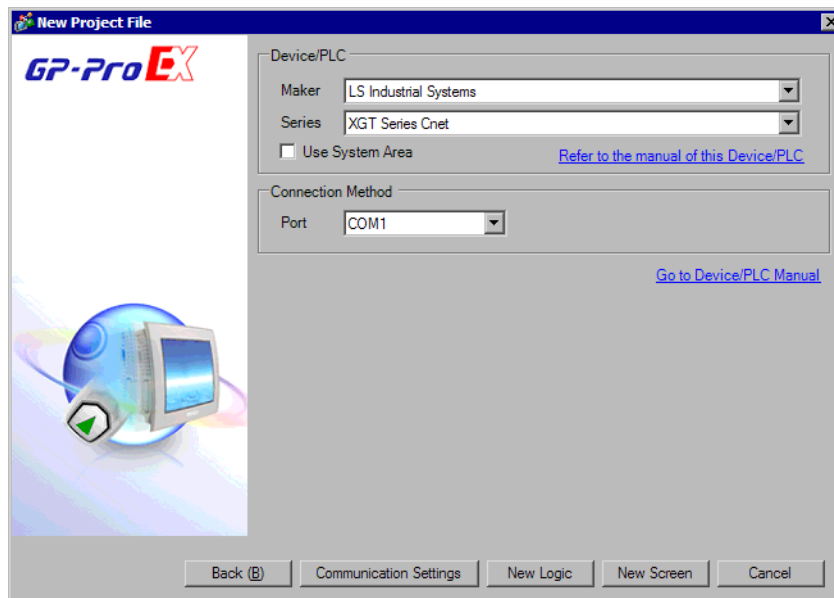 New Project File
GP-Pro EX
Device/PLC
Maker LS Industrial Systems
Series XGT Series Cnet
Use System Area Refer to the manual of this Device/PLC
Connection Method
Port COM1
Go to Device/PLC Manual
Back (B) Communication Settings New Logic New Screen Cancel